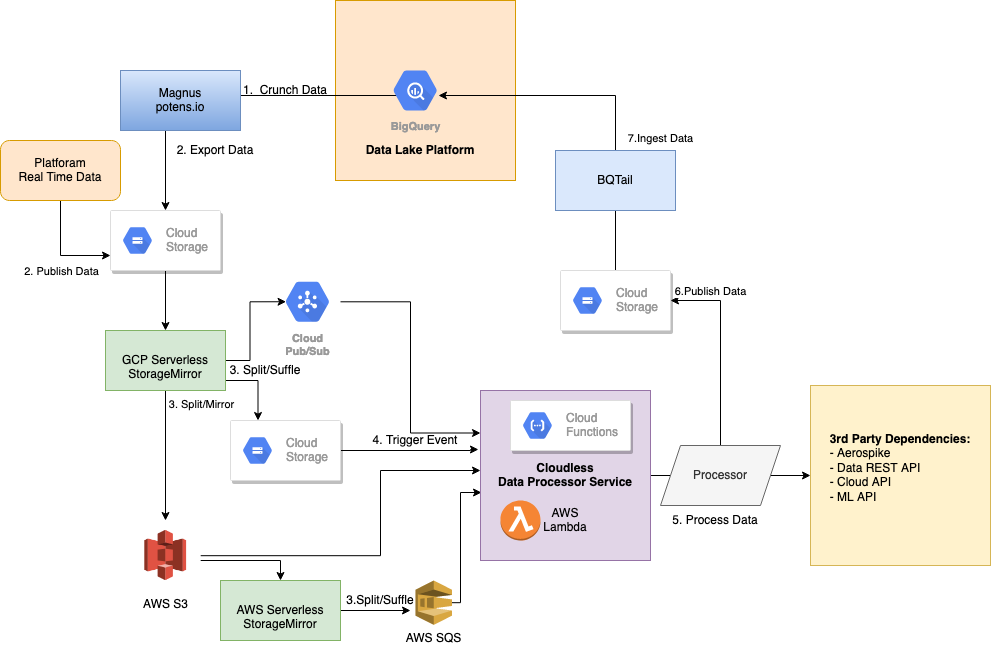 Magnus
potens.io
1.  Crunch Data
BigQuery
Data Lake Platform
7.Ingest Data
BQTail
2. Export Data
Platforam
Real Time Data
Cloud
Storage
2. Publish Data
Cloud
Storage
6.Publish Data
Cloud
Pub/Sub
GCP Serverless
StorageMirror
3. Split/Suffle
3. Split/Mirror
Cloud
Storage
4. Trigger Event
Cloud
Functions
Cloudless
Data Processor Service
AWS
Lambda
Processor
5. Process Data
3rd Party Dependencies:
- Aerospike
- Data REST API
- Cloud API
- ML API
AWS S3
AWS Serverless
StorageMirror
3.Split/Suffle
AWS SQS